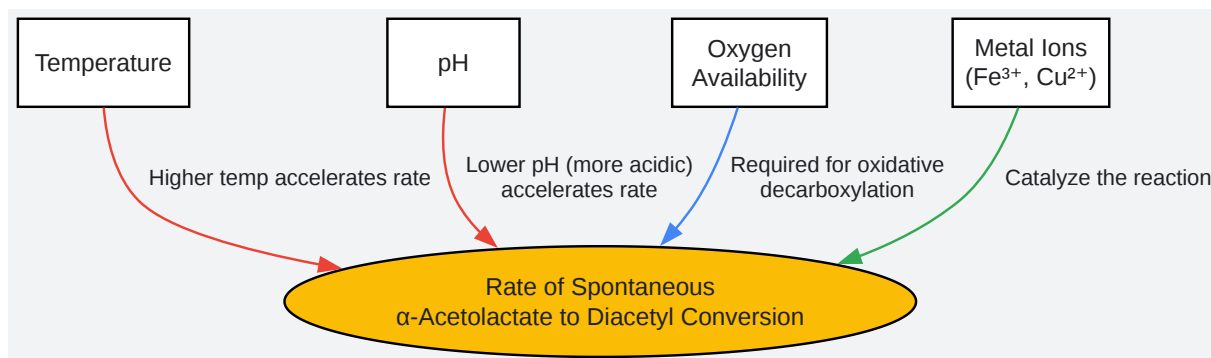 Temperature
pH
Oxygen
Availability
Metal Ions
(Fe³⁺, Cu²⁺)
Higher temp accelerates rate
Lower pH (more acidic)
accelerates rate
Required for oxidative
decarboxylation
Catalyze the reaction
Rate of Spontaneous
α-Acetolactate to Diacetyl Conversion